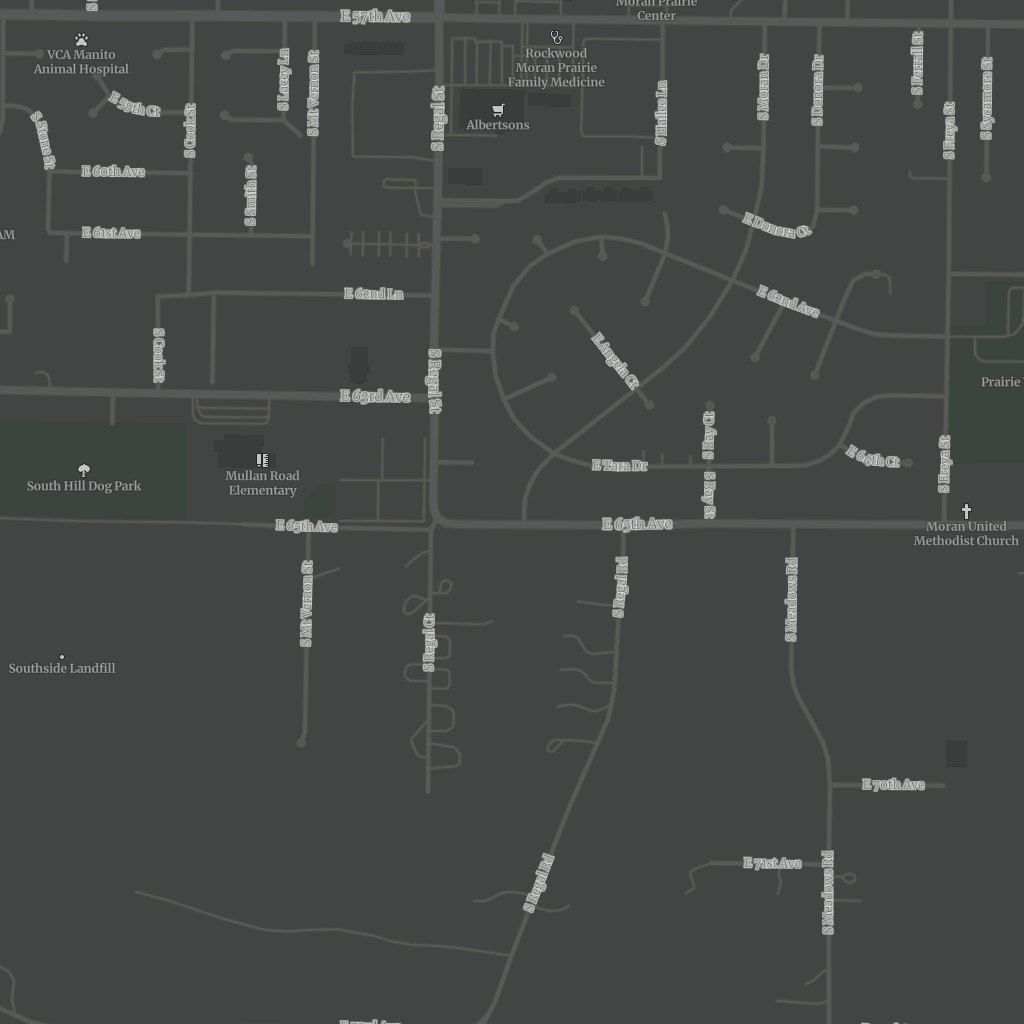 Moran Prairie
Center
E 57th Ave
VCA Manito
Animal Hospital
Rockwood
Moran Prairie
Family Medicine
Albertsons
S Lacey Ln
S Mt Vernon St
S Regal St
S Hailee Ln
S Moran Dr
S Donora Dr
S Ferrall St
S Sycamore St
S Freya St
E 59th Ct
S Stone St
S Cook St
E 60th Ave
S Smith St
E 61st Ave
AM
E Donora Ct
E 62nd Ln
E 62nd Ave
S Cook St
E Angela Ct
S Regal St
E 63rd Ave
Prairie
S Ray Ct
S Freya St
E 64th Ct
E Tara Dr
S Ray St
South Hill Dog Park
Mullan Road
Elementary
E 65th Ave
E 65th Ave
Moran United
Methodist Church
S Mt Vernon St
S Regal Ct
S Regal Rd
S Meadows Rd
Southside Landfill
E 70th Ave
E 71st Ave
S Regal Rd
S Meadows Rd